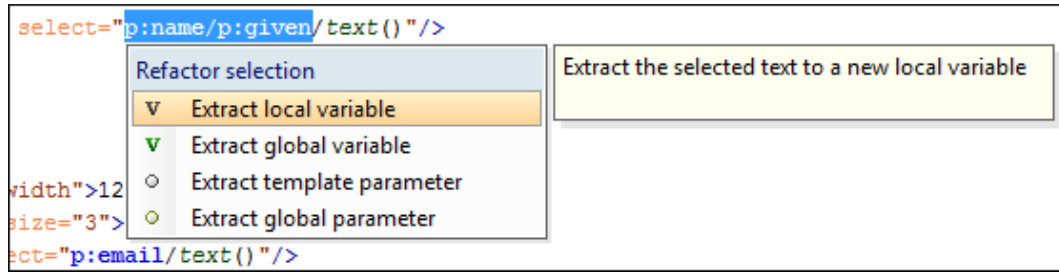 select="p:name/p:given/text()"/>
Refactor selection
Extract the selected text to a new local variable
v Extract local variable
v Extract global variable
width">12
Extract template parameter
size="3">
Extract global parameter
ect="p:email/text()"/>